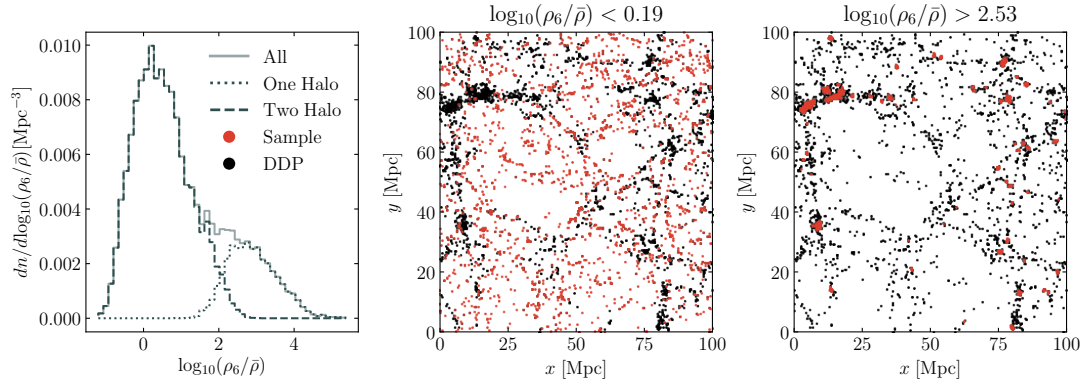 0.010
0.008
0.006
0.004
0.002
0.000
dn/dlog₁₀(ρ₆/ρ̄)[Mpc⁻³]
0
2
4
log₁₀(ρ₆/ρ̄)
All
One Halo
Two Halo
Sample
DDP
log₁₀(ρ₆/ρ̄) < 0.19
100
80
60
40
20
0
y [Mpc]
0
25
50
75
100
x [Mpc]
log₁₀(ρ₆/ρ̄) > 2.53
100
80
60
40
20
0
y [Mpc]
0
25
50
75
100
x [Mpc]